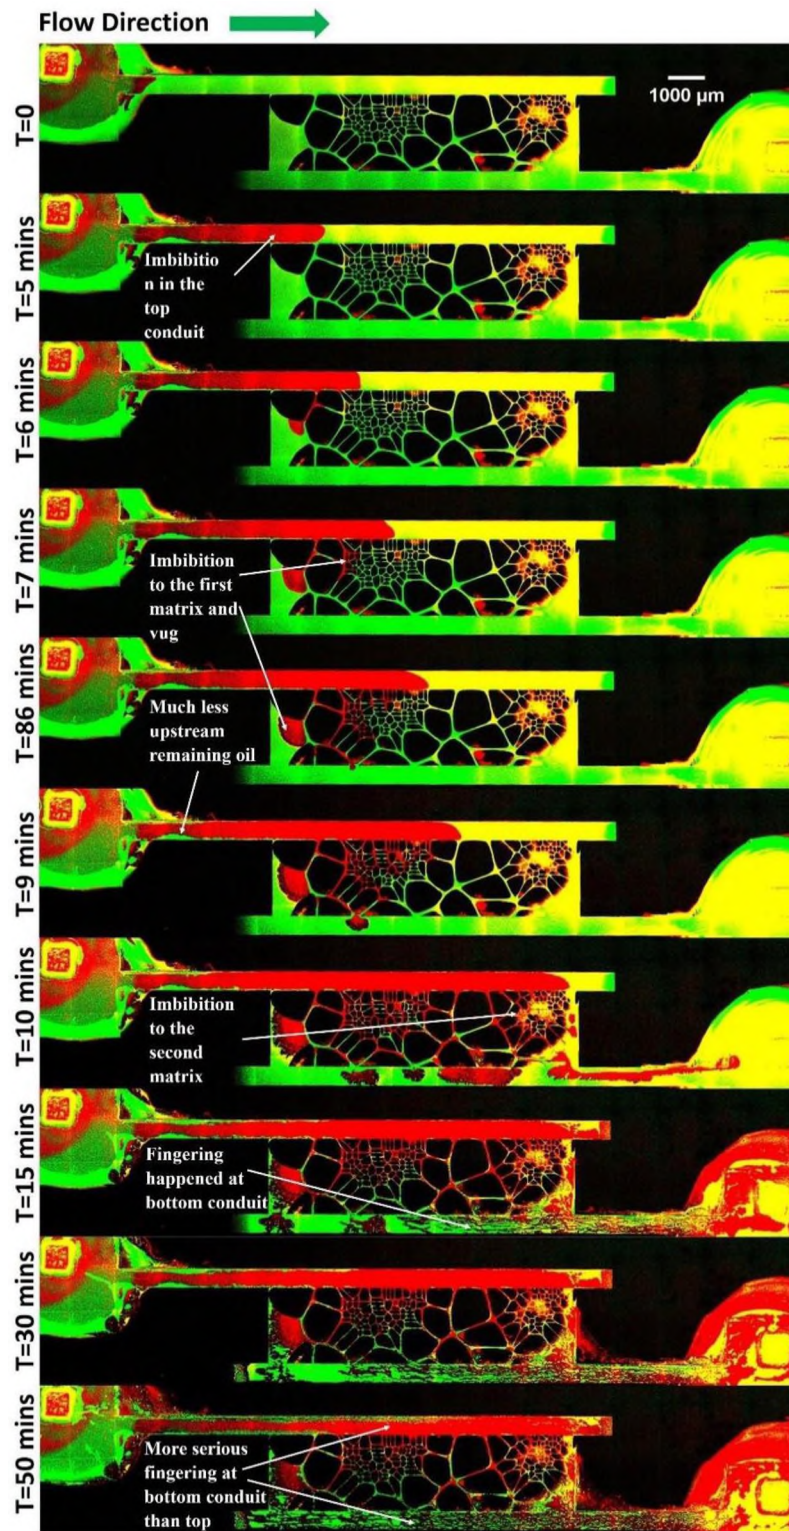 Flow Direction
T=0
1000 µm
T=5 mins
Imbibitio
n in the
top
conduit
T=6 mins
T=7 mins
Imbibition
to the first
matrix and
vug
T=86 mins
Much less
upstream
remaining oil
T=9 mins
T=10 mins
Imbibition
to the
second
matrix
T=15 mins
Fingering
happened at
bottom conduit
T=30 mins
T=50 mins
More serious
fingering at
bottom conduit
than top